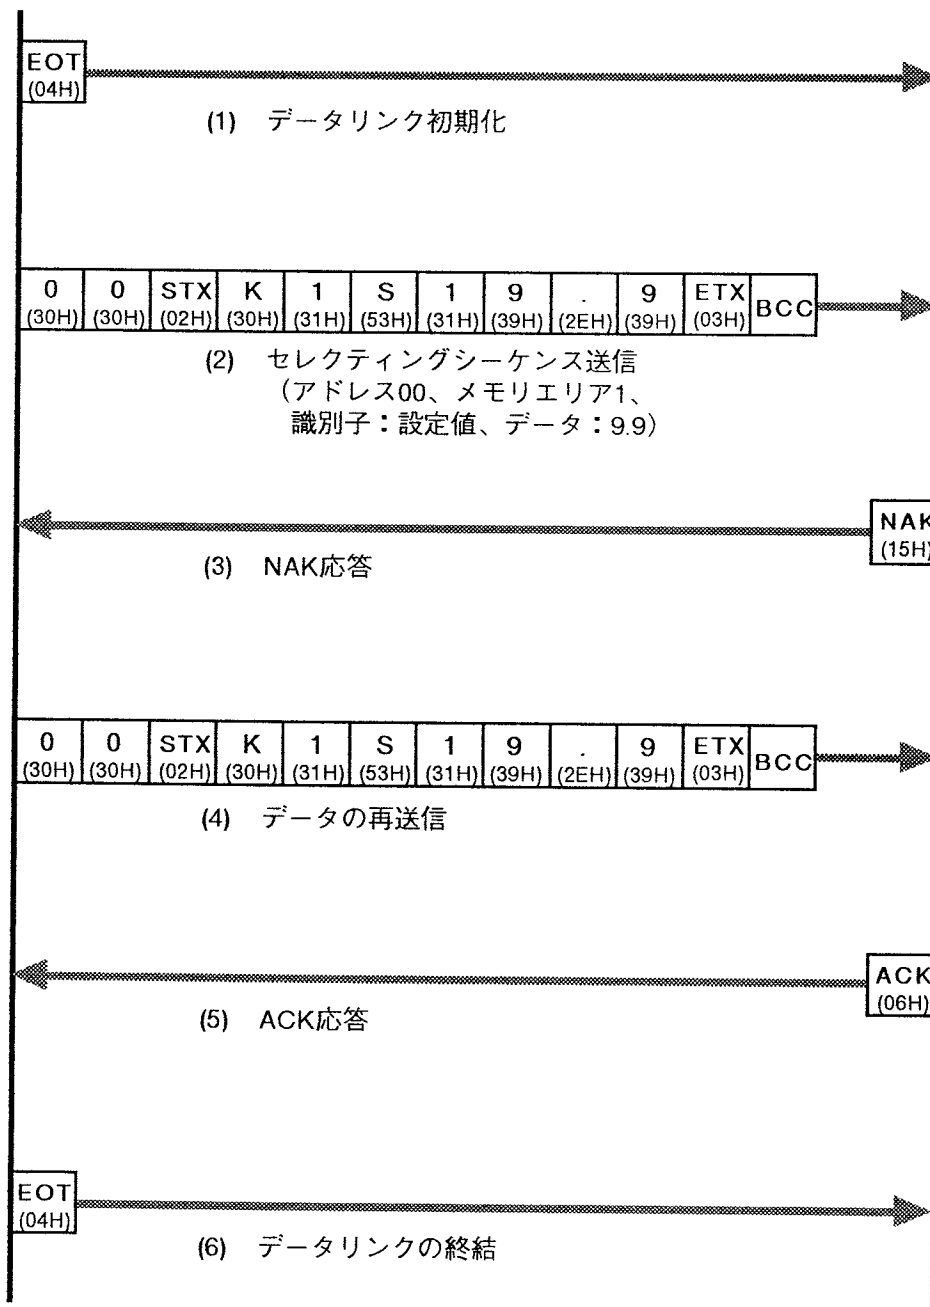 EOT
(04H)
(1) データリンク初期化
0 0 STX K 1 S 1 9 . 9 ETX BCC
(30H) (30H) (02H) (30H) (31H) (53H) (31H) (39H) (2EH) (39H) (03H)
(2) セレクティングシーケンス送信
(アドレス00、メモリエリア1、
識別子：設定値、データ：9.9)
NAK
(15H)
(3) NAK応答
0 0 STX K 1 S 1 9 . 9 ETX BCC
(30H) (30H) (02H) (30H) (31H) (53H) (31H) (39H) (2EH) (39H) (03H)
(4) データの再送信
ACK
(06H)
(5) ACK応答
EOT
(04H)
(6) データリンクの終結